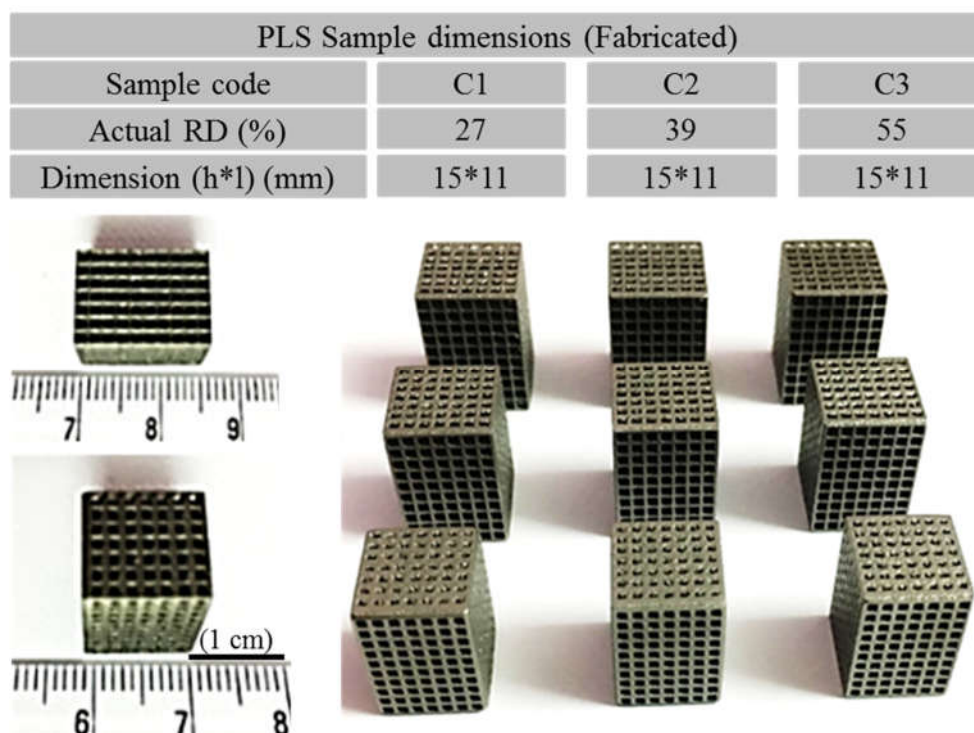 PLS Sample dimensions (Fabricated)
Sample code C1 C2 C3
Actual RD (%) 27 39 55
Dimension (h*l) (mm) 15*11 15*11 15*11
7 8 9
(1 cm)
6 7 8